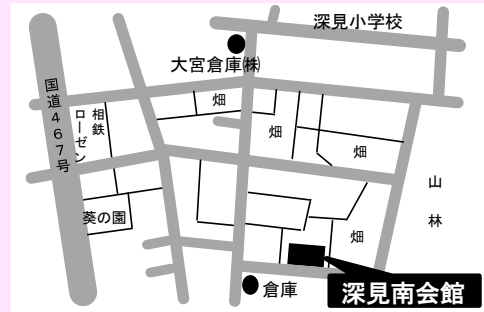 深見小学校
大宮倉庫㈱
国道467号
相鉄
ローゼン
畑
畑
畑
山林
葵の園
畑
倉庫
深見南会館